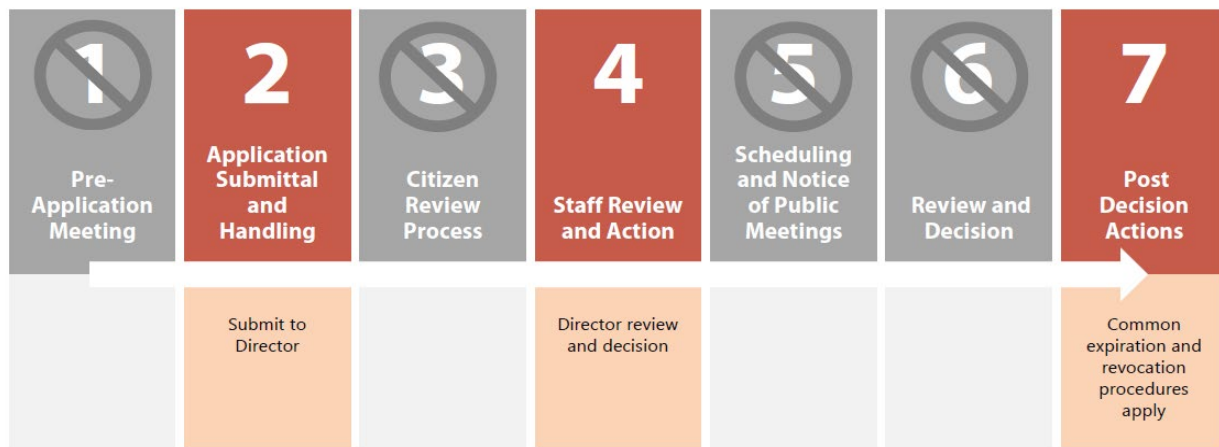 1
Pre-
Application
Meeting
2
Application
Submittal
and
Handling
Submit to
Director
3
Citizen
Review
Process
4
Staff Review
and Action
Director review
and decision
5
Scheduling
and Notice
of Public
Meetings
6
Review and
Decision
7
Post
Decision
Actions
Common
expiration and
revocation
procedures
apply